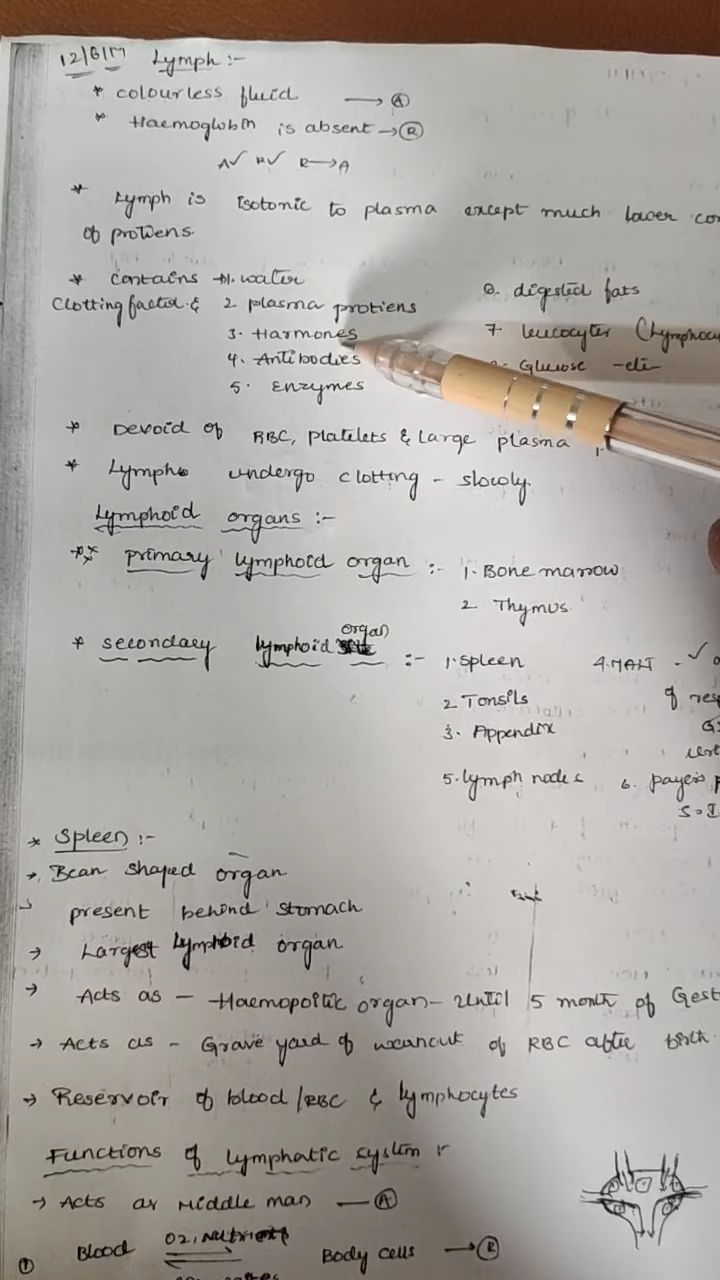 12/6/17 Lymph :-
* colourless fluid → Ⓐ
* Haemoglobin is absent → Ⓡ
A✓ R✓ R→A
* Lymph is Isotonic to plasma except much lower
of protiens.
* contains → 1. water
6. digested fats
Clotting factor & 2. plasma protiens
3. Harmones
7. Leucocytes (Lymphocy
4. Antibodies
Glucose - etc
5. Enzymes
* Devoid of RBC, platelets & large plasma
* Lymph undergo clotting - slowly.
Lymphoid organs :-
** primary lymphoid organ :- 1. Bone marrow
2. Thymus
* secondary lymphoid organ :- 1. Spleen
4. MALT - ✓
2. Tonsils
of resp
3. Appendix
5. lymph nodes
6. payer's p
S.I
* Spleen :-
→. Bean shaped organ
→ present behind stomach
→ Largest lymphoid organ
→ Acts as - Haemopoitic organ - until 5 month of Gest
→ Acts as - Grave yard of wornout of RBC after birth.
→ Reservoir of blood/RBC & lymphocytes
Functions of lymphatic system :-
→ Acts as Middle man — Ⓐ
① Blood O2, Nutrients ⇌ Body cells → Ⓡ